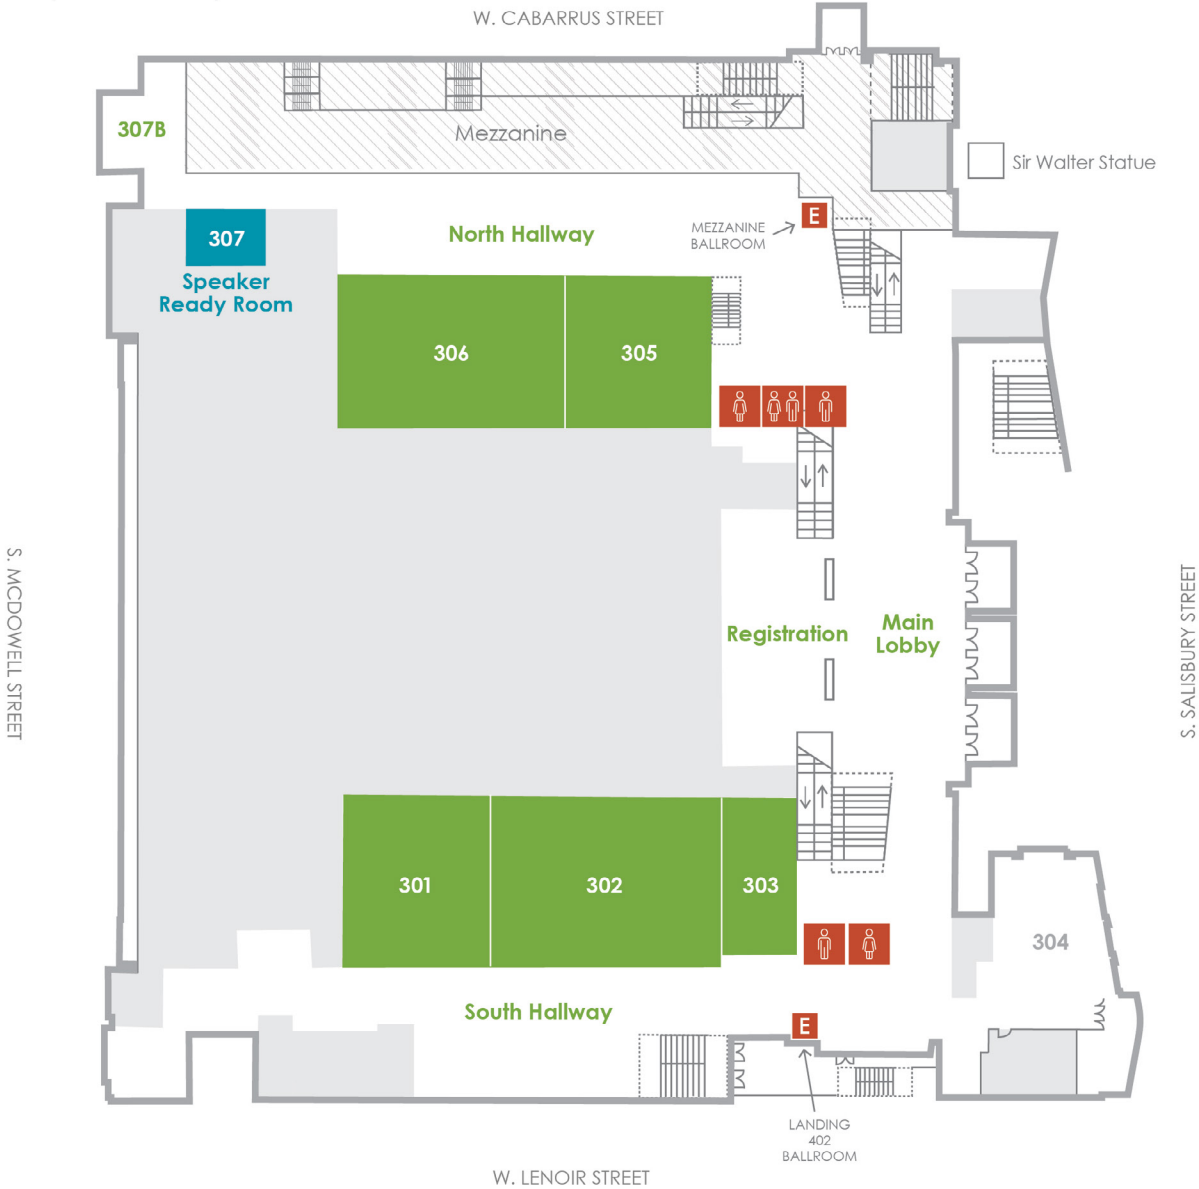 W. CABARRUS STREET
307B
Mezzanine
Sir Walter Statue
E
MEZZANINE
BALLROOM
North Hallway
307
Speaker
Ready Room
306
305
S. MCDOWELL STREET
Registration
Main
Lobby
S. SALISBURY STREET
301
302
303
304
South Hallway
E
LANDING
402
BALLROOM
W. LENOIR STREET